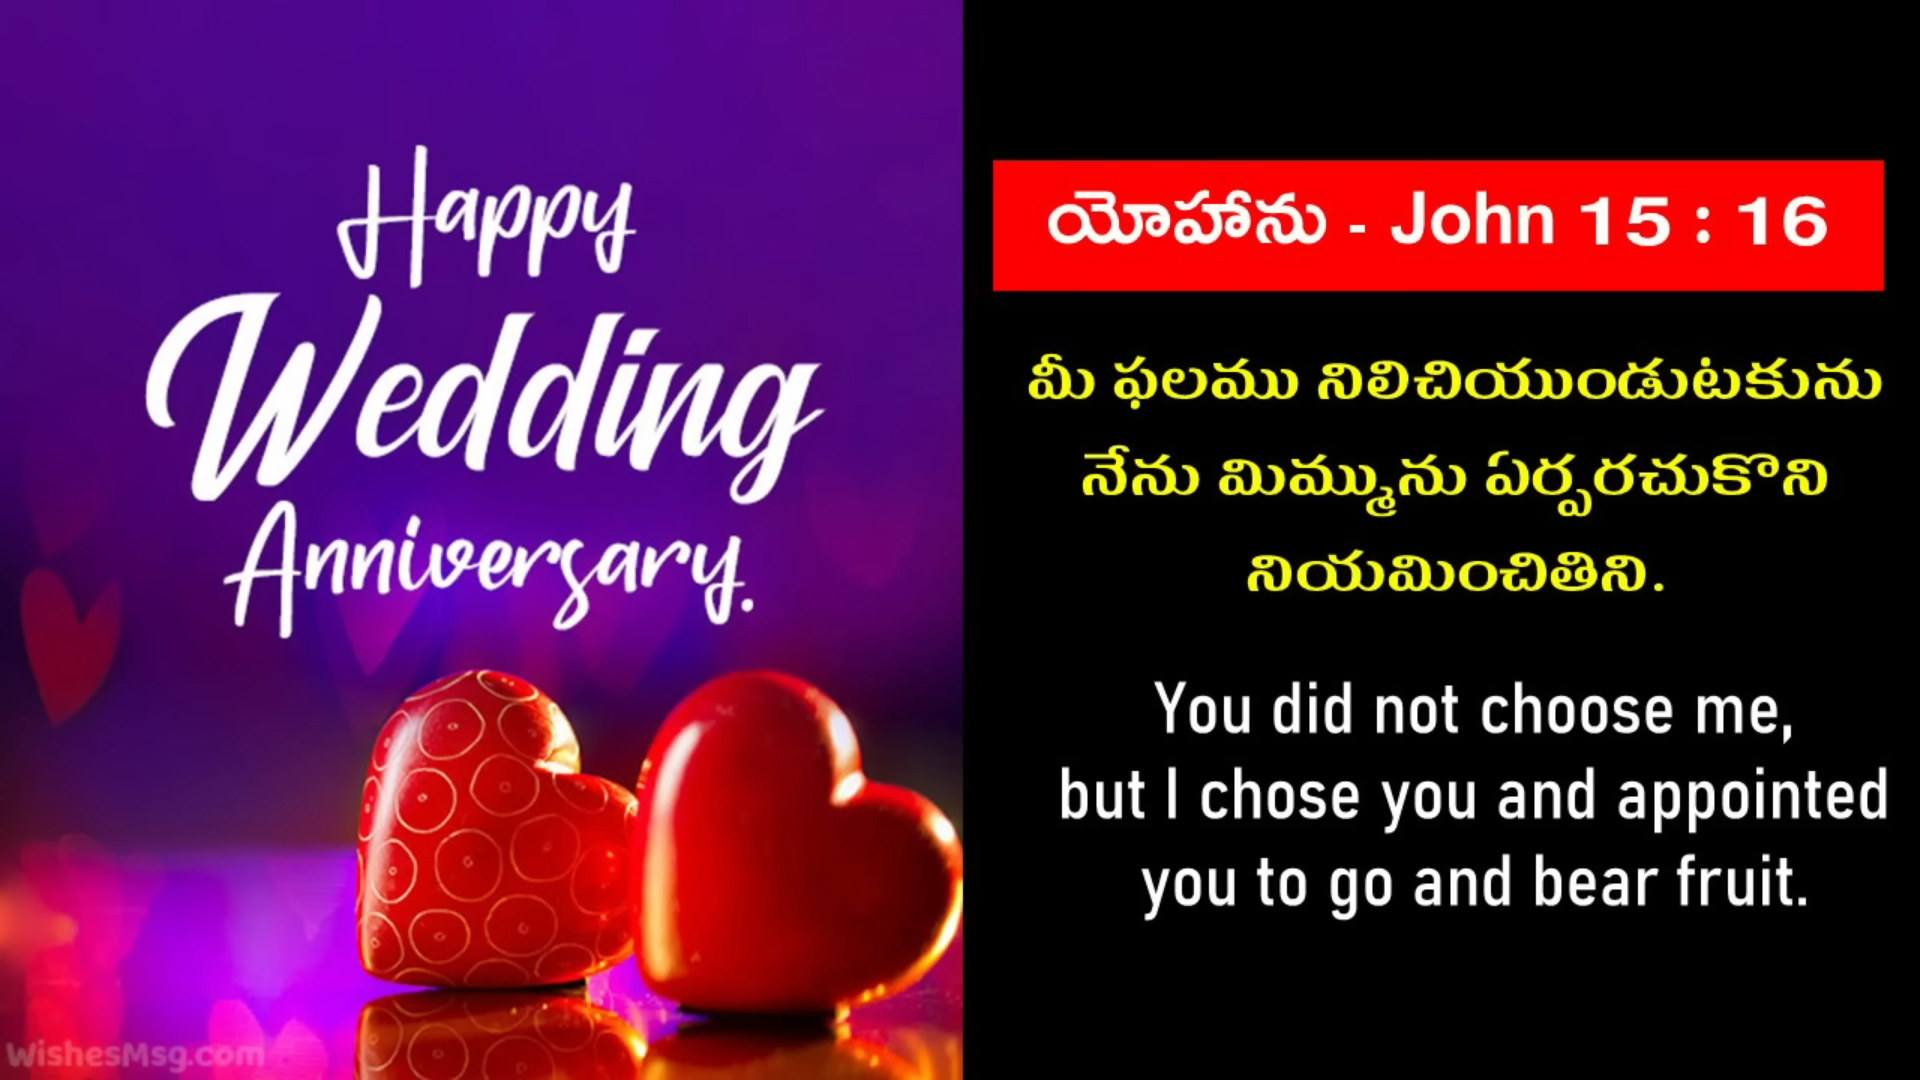 Happy
Wedding
Anniversary.
WishesMsg.com
యోహాను - John 15 : 16
మీ ఫలము నిలిచియుండుటకును
నేను మిమ్మును ఏర్పరచుకొని
నియమించితిని.
You did not choose me,
but I chose you and appointed
you to go and bear fruit.